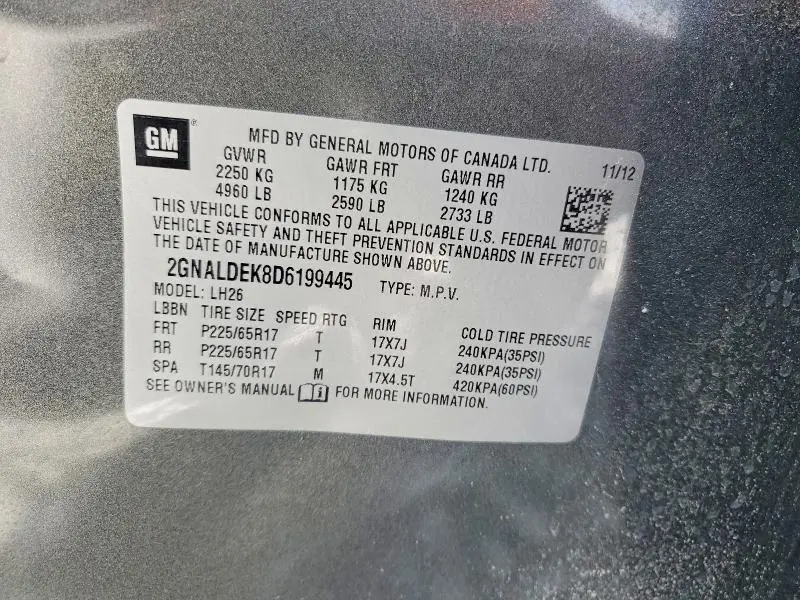 GM
MFD BY GENERAL MOTORS OF CANADA LTD. 11/12
GVWR GAWR FRT GAWR RR
2250 KG 1175 KG 1240 KG
4960 LB 2590 LB 2733 LB
THIS VEHICLE CONFORMS TO ALL APPLICABLE U.S. FEDERAL MOTOR
VEHICLE SAFETY AND THEFT PREVENTION STANDARDS IN EFFECT ON
THE DATE OF MANUFACTURE SHOWN ABOVE.
2GNALDEK8D6199445 TYPE: M.P.V.
MODEL: LH26
LBBN TIRE SIZE SPEED RTG RIM COLD TIRE PRESSURE
FRT P225/65R17 T 17X7J 240KPA(35PSI)
RR P225/65R17 T 17X7J 240KPA(35PSI)
SPA T145/70R17 M 17X4.5T 420KPA(60PSI)
SEE OWNER'S MANUAL FOR MORE INFORMATION.